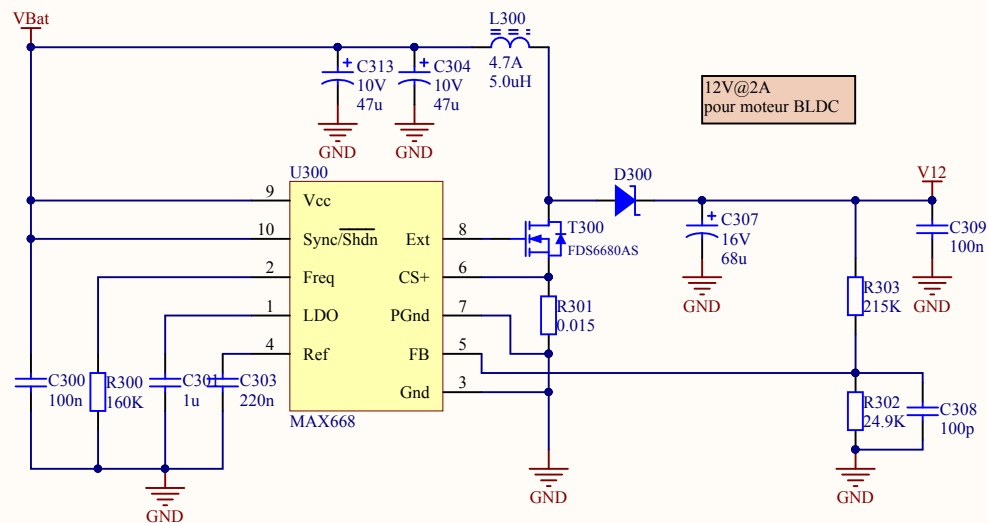 VBat
L300
4.7A
5.0uH
C313
10V
47u
C304
10V
47u
GND
GND
12V@2A
pour moteur BLDC
U300
9
Vcc
10
Sync/Shdn
Ext
8
2
Freq
CS+
6
1
LDO
PGnd
7
4
Ref
FB
5
Gnd
3
MAX668
D300
T300
FDS6680AS
V12
C307
16V
68u
GND
C309
100n
GND
R301
0.015
R303
215K
C300
100n
R300
160K
C301
1u
C303
220n
R302
24.9K
C308
100p
GND
GND
GND